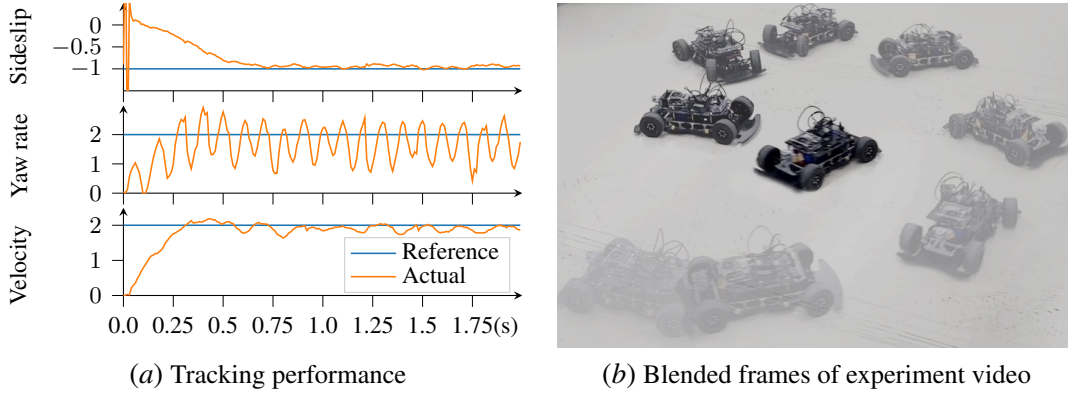 Sideslip
0
−0.5
−1
Yaw rate
2
1
0
Velocity
2
1
0
Reference
Actual
0.0 0.25 0.5 0.75 1.0 1.25 1.5 1.75(s)
(a) Tracking performance
(b) Blended frames of experiment video